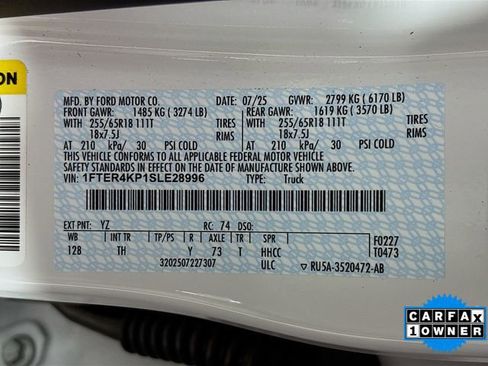 ON
MFD. BY FORD MOTOR CO. 07/25 GVWR: 2799 KG ( 6170 LB)
FRONT GAWR: 1485 KG ( 3274 LB) REAR GAWR: 1619 KG ( 3570 LB)
WITH 255/65R18 111T TIRES WITH 255/65R18 111T TIRES
18x7.5J RIMS 18x7.5J RIMS
AT 210 kPa/ 30 PSI COLD AT 210 kPa/ 30 PSI COLD
THIS VEHICLE CONFORMS TO ALL APPLICABLE FEDERAL MOTOR VEHICLE
SAFETY STANDARDS IN EFFECT ON THE DATE OF MANUFACTURE SHOWN ABOVE.
VIN: 1FTER4KP1SLE28996 TYPE: Truck
EXT PNT: YZ RC: 74 DSO:
WB INT TR TP/PS R AXLE TR SPR F0227
12B TH Y 73 T HHCC T0473
3202507227307 ULC RU5A-3520472-AB
CARFAX
1 OWNER